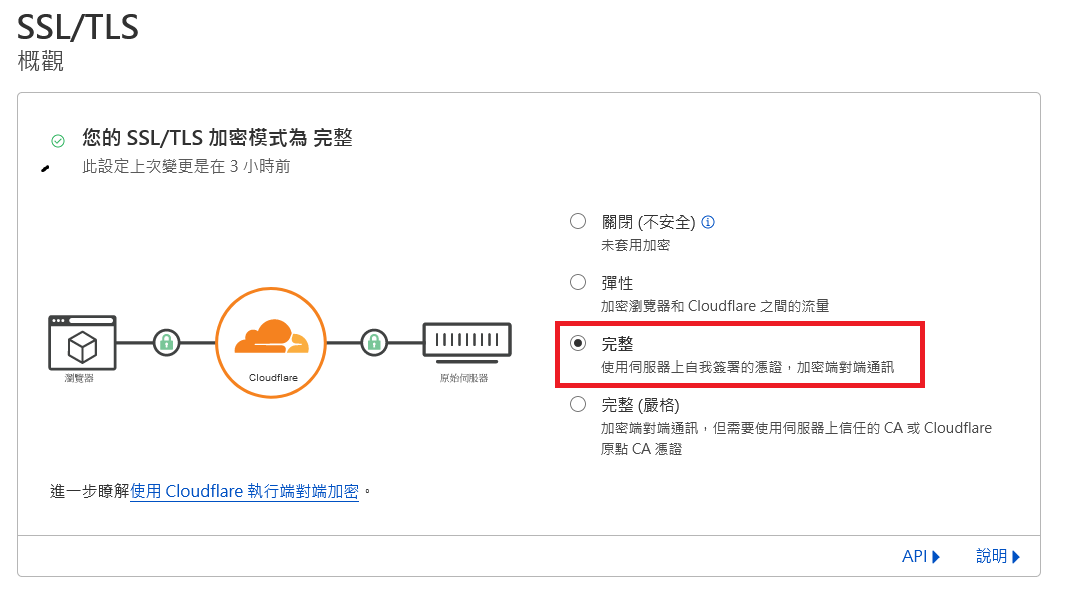 SSL/TLS
概觀
您的 SSL/TLS 加密模式為 完整
此設定上次變更是在 3 小時前
關閉 (不安全)
未套用加密
彈性
加密瀏覽器和 Cloudflare 之間的流量
完整
使用伺服器上自我簽署的憑證，加密端對端通訊
完整 (嚴格)
加密端對端通訊，但需要使用伺服器上信任的 CA 或 Cloudflare
原點 CA 憑證
瀏覽器
Cloudflare
原始伺服器
進一步瞭解使用 Cloudflare 執行端對端加密。
API
說明